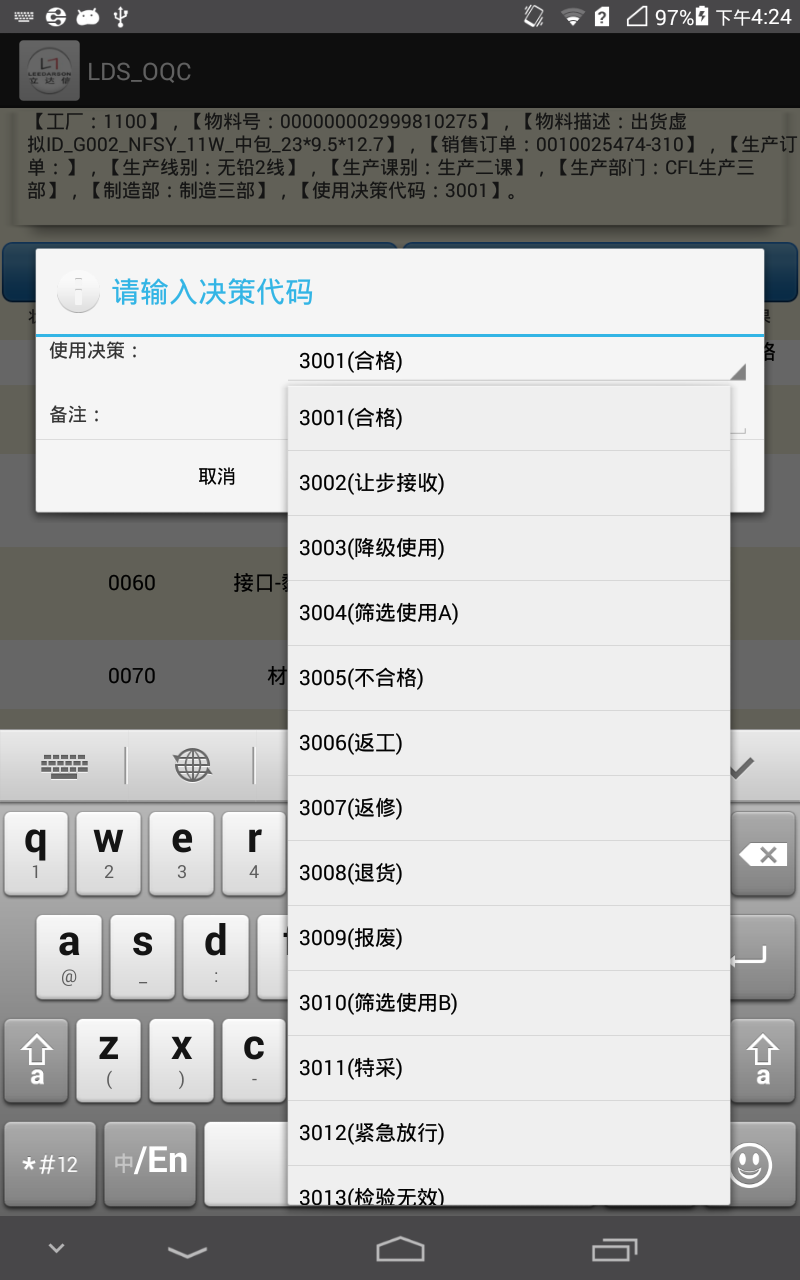 97% 下午4:24
LEEDARSON
立达信
LDS_OQC
【工厂：1100】，【物料号：000000002999810275】，【物料描述：出货虚
拟ID_G002_NFSY_11W_中包_23*9.5*12.7】，【销售订单：0010025474-310】，【生产订
单：】，【生产线别：无铅2线】，【生产课别：生产二课】，【生产部门：CFL生产三
部】，【制造部：制造三部】，【使用决策代码：3001】。
请输入决策代码
使用决策：
3001(合格)
格
备注：
3001(合格)
取消
3002(让步接收)
3003(降级使用)
0060 接口-
3004(筛选使用A)
0070 材
3005(不合格)
3006(返工)
3007(返修)
3008(退货)
3009(报废)
3010(筛选使用B)
3011(特采)
3012(紧急放行)
3013(检验无效)
q w e r
1 2 3 4
a s d
@ _ :
z x c
( ) -
a a
*#12 中/En